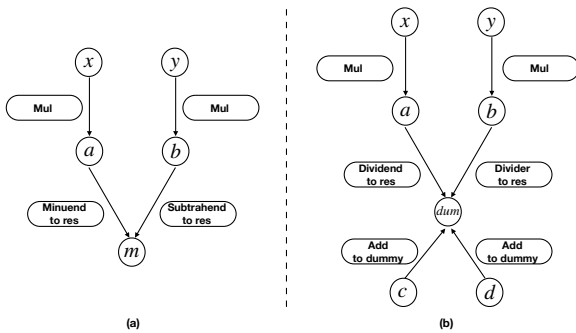 x
y
Mul
Mul
a
b
Minuend
to res
Subtrahend
to res
m
(a)
x
y
Mul
Mul
a
b
Dividend
to res
Divider
to res
dum
Add
to dummy
Add
to dummy
c
d
(b)